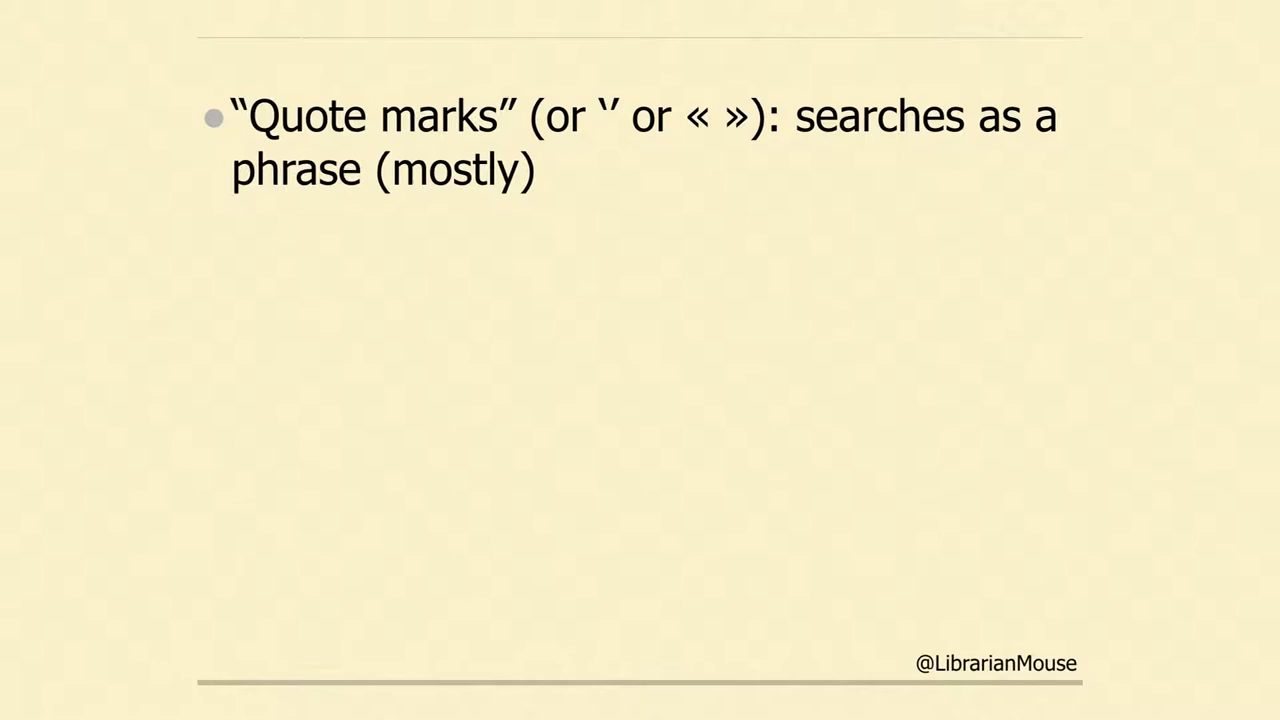 “Quote marks” (or ‘’ or « »): searches as a
phrase (mostly)
@LibrarianMouse